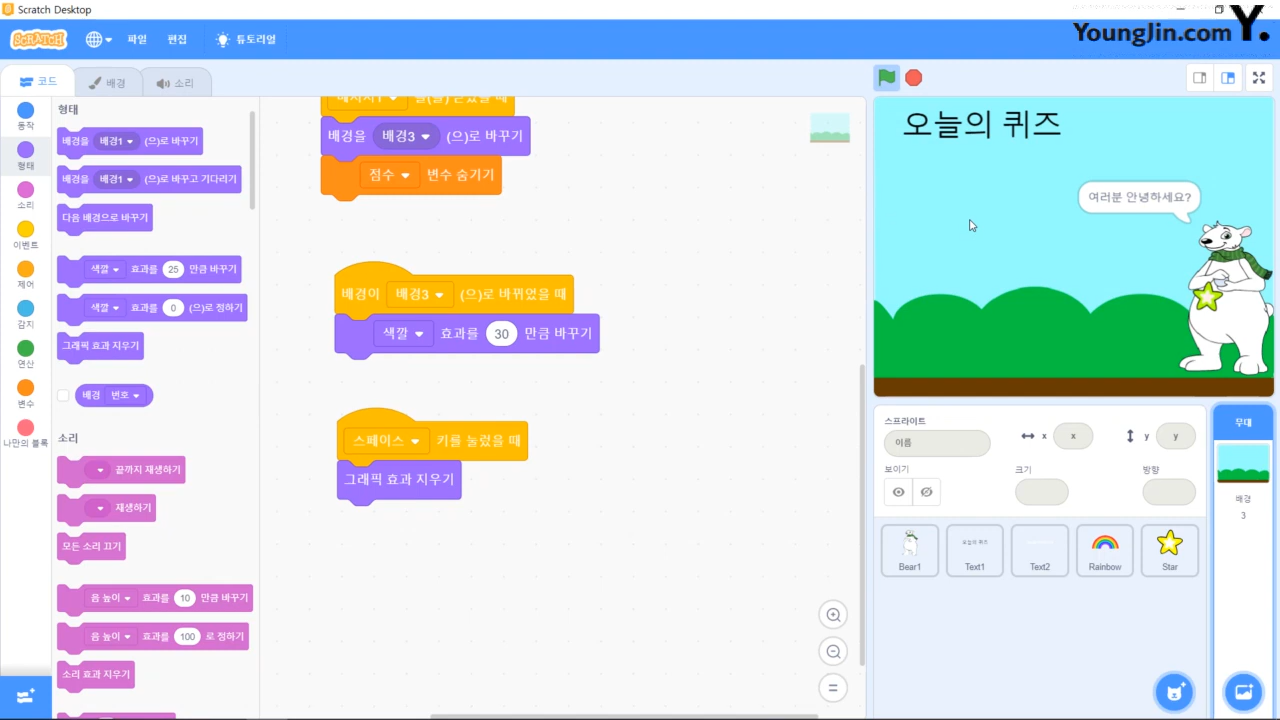 Scratch Desktop
SCRATCH 파일 편집 튜토리얼
YoungJin.com Y.
코드 배경 소리
동작
형태
소리
이벤트
제어
감지
연산
변수
나만의 블록
형태
배경을 배경1 (으)로 바꾸기
배경을 배경1 (으)로 바꾸고 기다리기
다음 배경으로 바꾸기
색깔 효과를 25 만큼 바꾸기
색깔 효과를 0 (으)로 정하기
그래픽 효과 지우기
배경 번호
소리
끝까지 재생하기
재생하기
모든 소리 끄기
음 높이 효과를 10 만큼 바꾸기
음 높이 효과를 100 로 정하기
소리 효과 지우기
배경을 배경3 (으)로 바꾸기
점수 변수 숨기기
배경이 배경3 (으)로 바뀌었을 때
색깔 효과를 30 만큼 바꾸기
스페이스 키를 눌렀을 때
그래픽 효과 지우기
오늘의 퀴즈
여러분 안녕하세요?
스프라이트
이름
x x
y y
보이기
크기
방향
Bear1
오늘의 퀴즈
Text1
Text2
Rainbow
Star
무대
배경
3